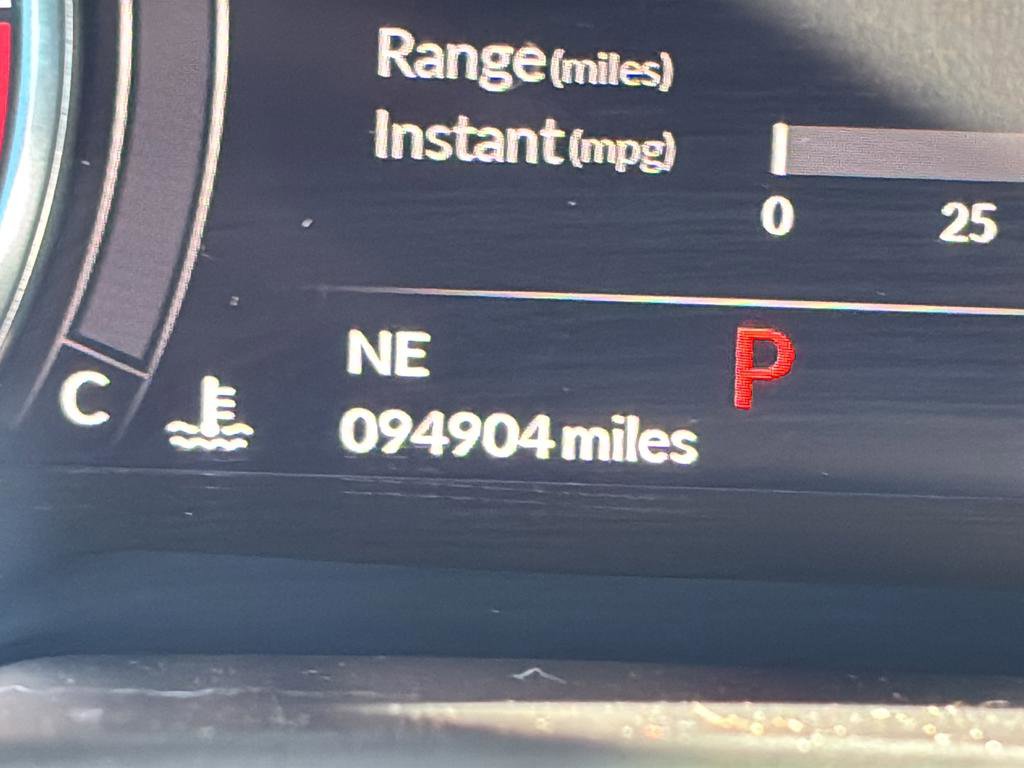 Range (miles)
Instant (mpg)
0 25
NE
P
C
094904 miles